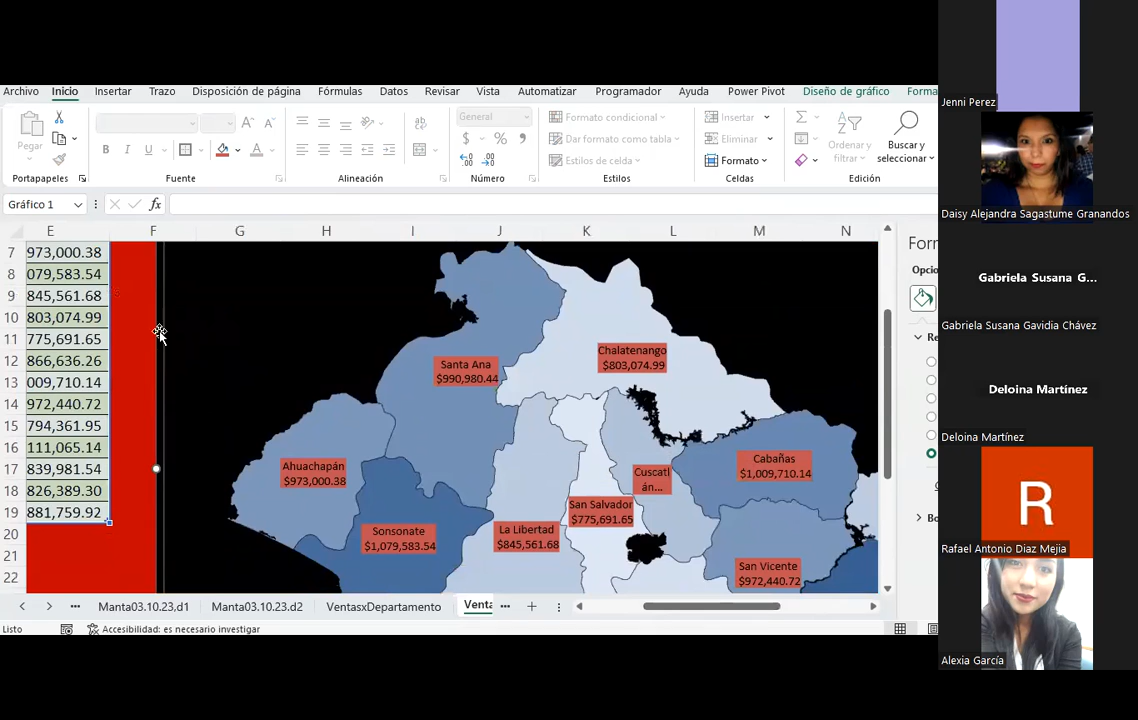 Archivo Inicio Insertar Trazo Disposición de página Fórmulas Datos Revisar Vista Automatizar Programador Ayuda Power Pivot Diseño de gráfico Forma
Pegar
Portapapeles
N K S
Fuente
Alineación
General
$ %
Número
Formato condicional
Dar formato como tabla
Estilos de celda
Estilos
Insertar
Eliminar
Formato
Celdas
Ordenar y filtrar
Buscar y seleccionar
Edición
Gráfico 1
fx
E F G H I J K L M N
7 973,000.38
8 079,583.54
9 845,561.68
10 803,074.99
11 775,691.65
12 866,636.26
13 009,710.14
14 972,440.72
15 794,361.95
16 111,065.14
17 839,981.54
18 826,389.30
19 881,759.92
20
21
22
Chalatenango
$803,074.99
Santa Ana
$990,980.44
Ahuachapán
$973,000.38
Cabañas
$1,009,710.14
Cuscatl
án...
San Salvador
$775,691.65
Sonsonate
$1,079,583.54
La Libertad
$845,561.68
San Vicente
$972,440.72
Form
Opcio
Re
Bo
Manta03.10.23.d1 Manta03.10.23.d2 VentasxDepartamento Venta
Listo
Accesibilidad: es necesario investigar
Jenni Perez
Daisy Alejandra Sagastume Granandos
Gabriela Susana G...
Gabriela Susana Gavidia Chávez
Deloina Martínez
Deloina Martínez
R
Rafael Antonio Diaz Mejia
Alexia García